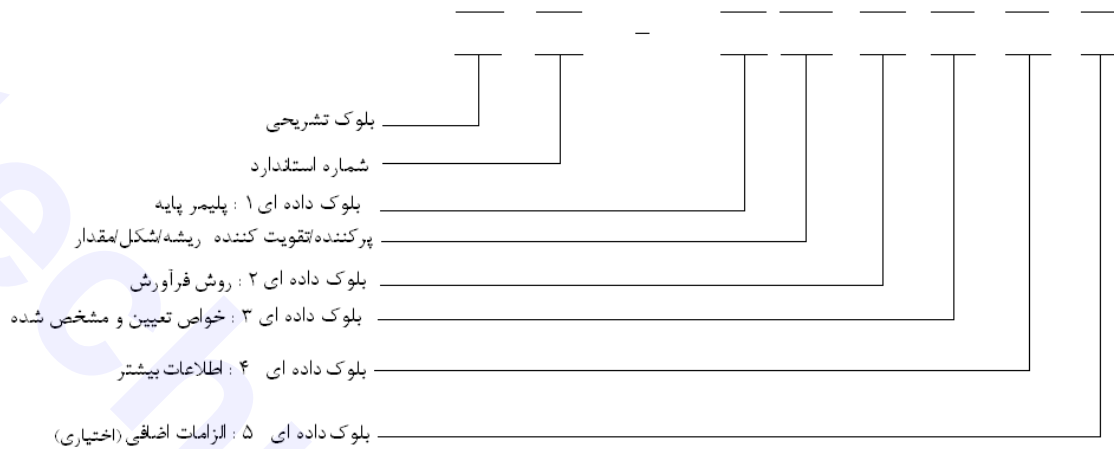 بلوک تشریحی
شماره استاندارد
بلوک داده ای ۱ : پلیمر پایه
پرکننده/تقویت کننده ریشه/شکل/مقدار
بلوک داده ای ۲ : روش فرآورش
بلوک داده ای ۳ : خواص تعیین و مشخص شده
بلوک داده ای ۴ : اطلاعات بیشتر
بلوک داده ای ۵ : الزامات اضافی (اختیاری)